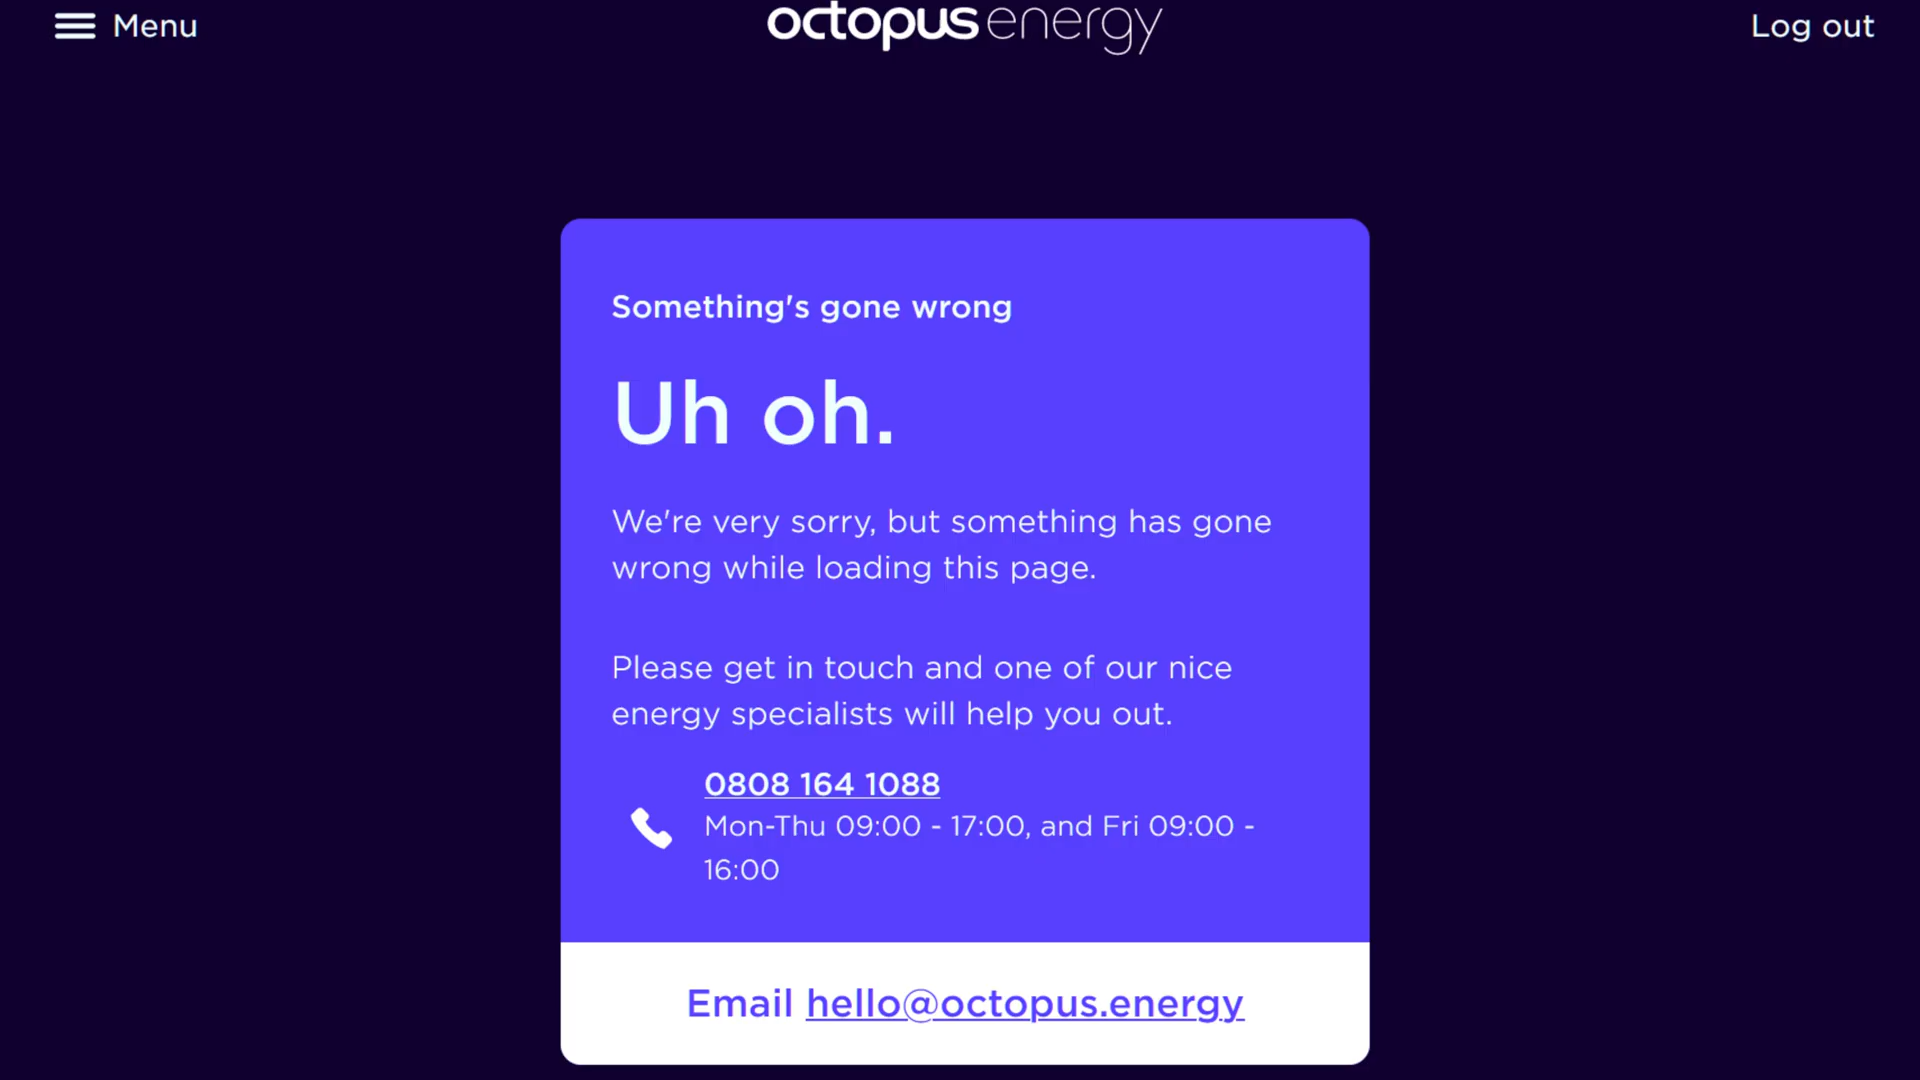 Menu
octopus energy
Log out
Something's gone wrong
Uh oh.
We're very sorry, but something has gone
wrong while loading this page.
Please get in touch and one of our nice
energy specialists will help you out.
0808 164 1088
Mon-Thu 09:00 - 17:00, and Fri 09:00 -
16:00
Email hello@octopus.energy